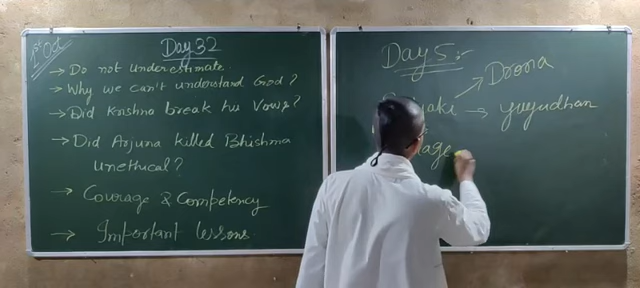 1st Oct
Day 32
→ Do not underestimate.
→ Why we can't understand God?
→ Did Krishna break his Vows?
→ Did Arjuna killed Bhishma
unethical?
→ Courage & Competency
→ Important lessons.
Day 5:-
Drona
→ Yuyudhan